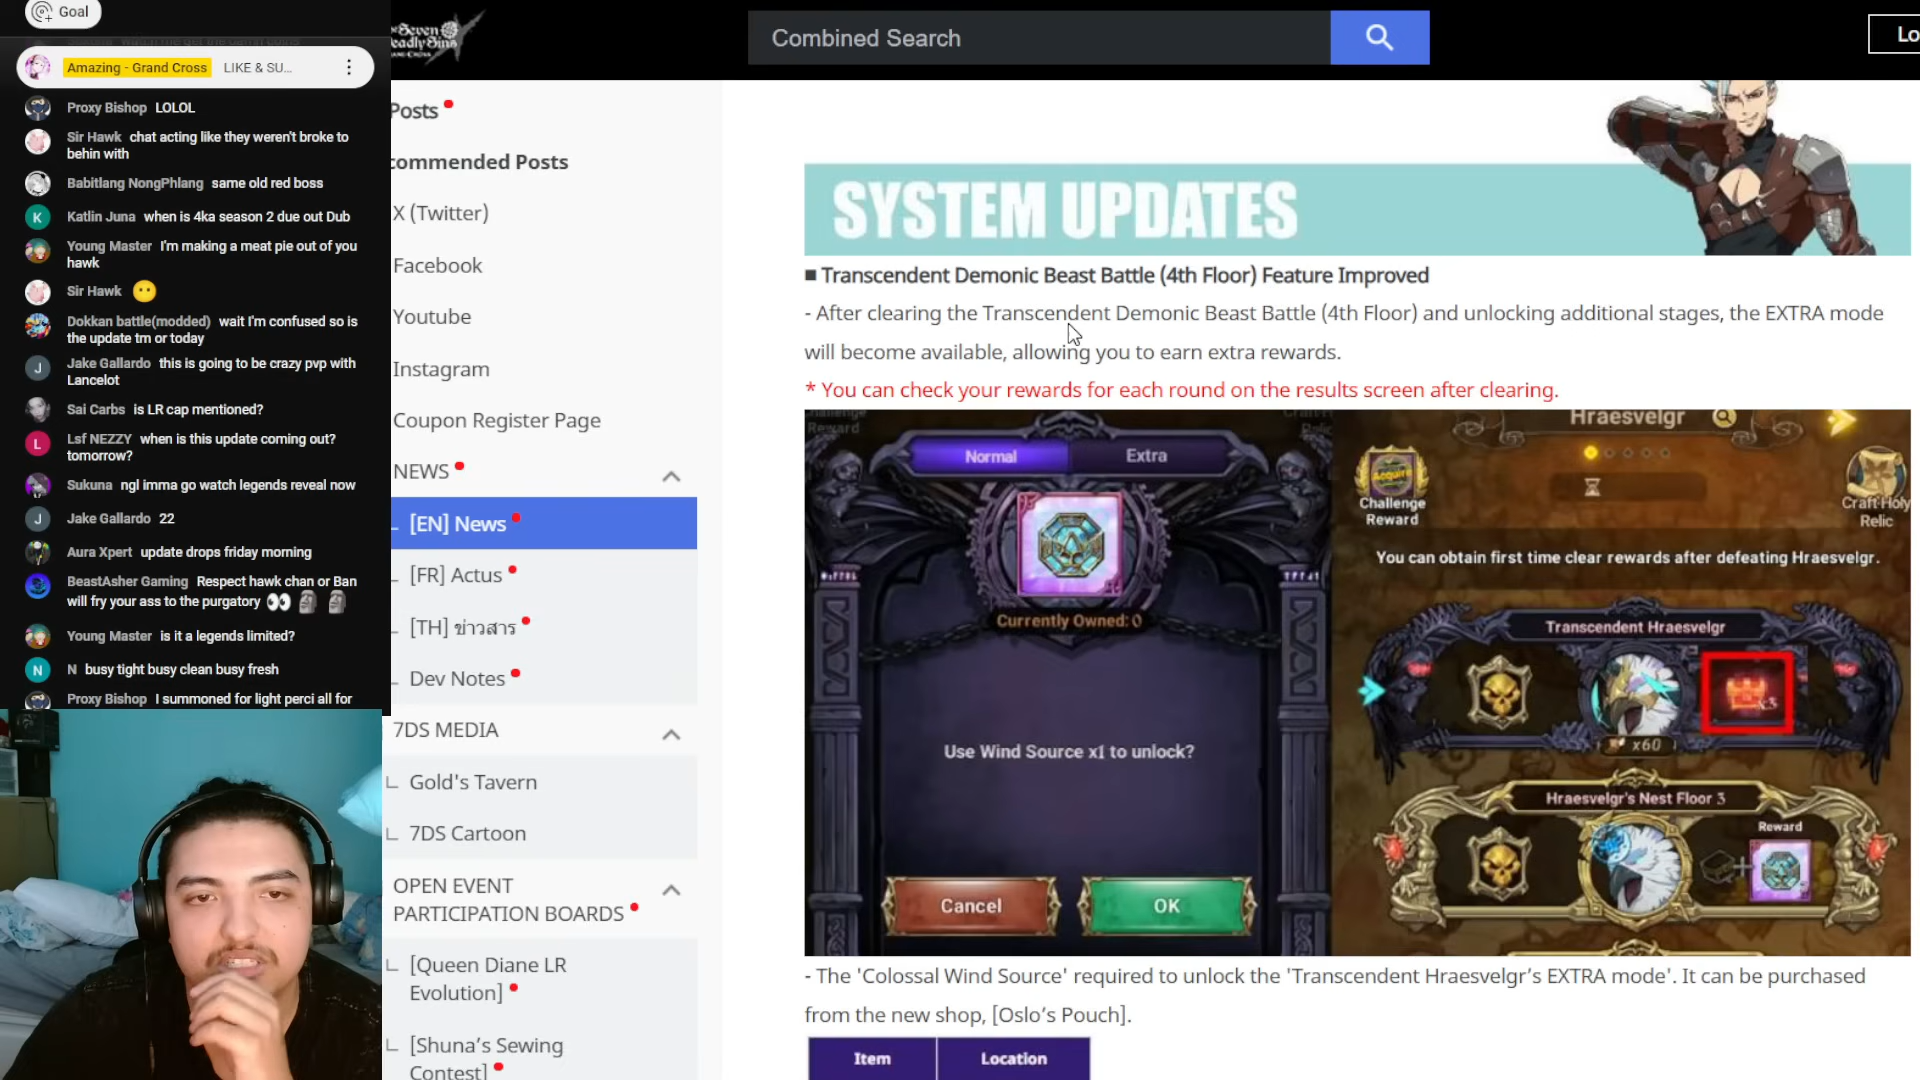 Goal
Amazing - Grand Cross LIKE & SU...
Proxy Bishop LOLOL
Sir Hawk chat acting like they weren't broke to
behin with
Babitlang NongPhlang same old red boss
K Katlin Juna when is 4ka season 2 due out Dub
Young Master I'm making a meat pie out of you
hawk
Sir Hawk 😶
Dokkan battle(modded) wait I'm confused so is
the update tm or today
J Jake Gallardo this is going to be crazy pvp with
Lancelot
Sai Carbs is LR cap mentioned?
L Lsf NEZZY when is this update coming out?
tomorrow?
Sukuna ngl imma go watch legends reveal now
J Jake Gallardo 22
Aura Xpert update drops friday morning
BeastAsher Gaming Respect hawk chan or Ban
will fry your ass to the purgatory 👀 🗿 🗿
Young Master is it a legends limited?
N N busy tight busy clean busy fresh
Proxy Bishop I summoned for light perci all for
Seven
eadly Sins
Combined Search
Lo
Posts
commended Posts
X (Twitter)
Facebook
Youtube
Instagram
Coupon Register Page
NEWS
[EN] News
[FR] Actus
[TH] ข่าวสาร
Dev Notes
7DS MEDIA
Gold's Tavern
7DS Cartoon
OPEN EVENT
PARTICIPATION BOARDS
[Queen Diane LR
Evolution]
[Shuna's Sewing
Contest]
SYSTEM UPDATES
■ Transcendent Demonic Beast Battle (4th Floor) Feature Improved
- After clearing the Transcendent Demonic Beast Battle (4th Floor) and unlocking additional stages, the EXTRA mode
will become available, allowing you to earn extra rewards.
* You can check your rewards for each round on the results screen after clearing.
Reward
Normal
Extra
Currently Owned: 0
Use Wind Source x1 to unlock?
Cancel
OK
Hraesvelgr
Acquire
Challenge
Reward
Craft Holy
Relic
You can obtain first time clear rewards after defeating Hraesvelgr.
Transcendent Hraesvelgr
x3
x60
Hraesvelgr's Nest Floor 3
Reward
- The 'Colossal Wind Source' required to unlock the 'Transcendent Hraesvelgr's EXTRA mode'. It can be purchased
from the new shop, [Oslo's Pouch].
Item
Location